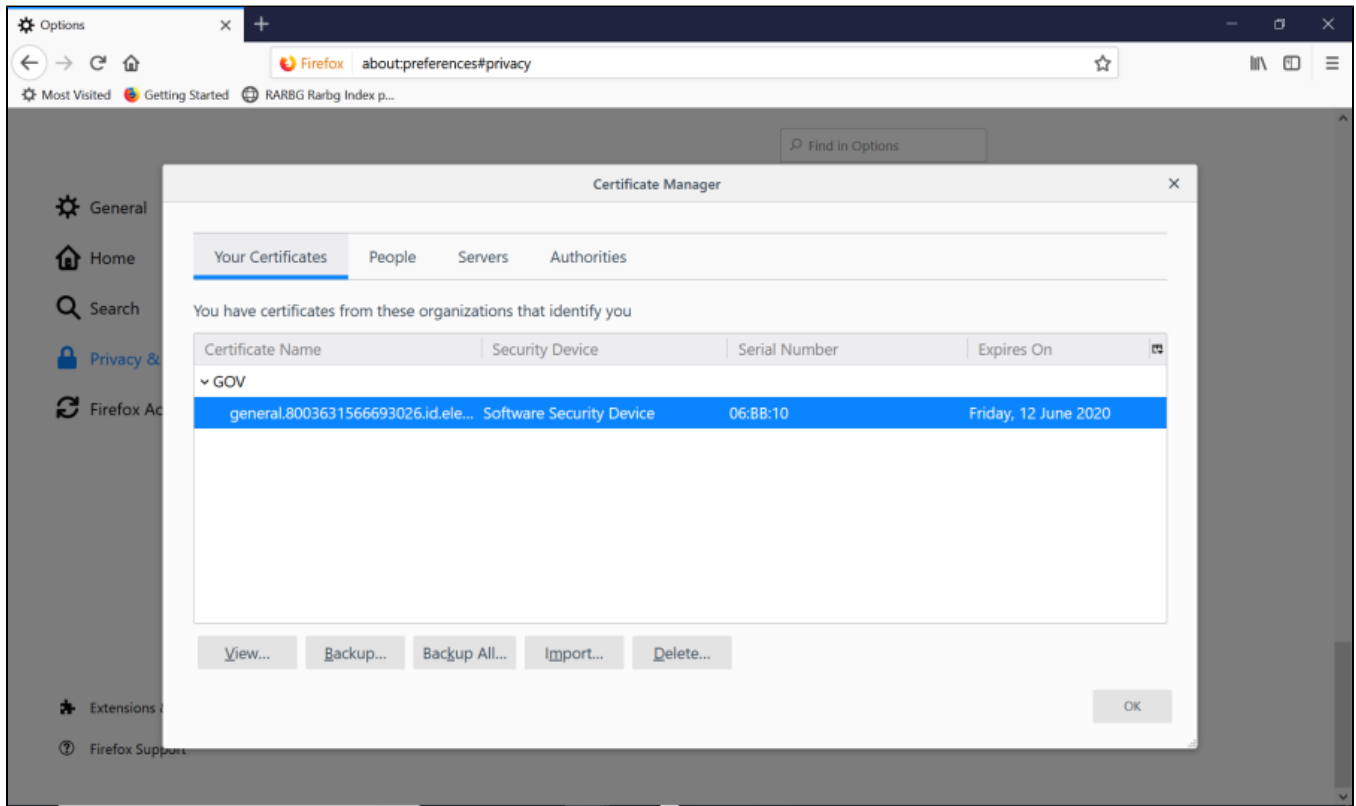 Options
Firefox about:preferences#privacy
Most Visited Getting Started RARBG Rarbg Index p...
Find in Options
Certificate Manager
General
Home
Search
Privacy &
Firefox Ac
Extensions
Firefox Support
Your Certificates People Servers Authorities
You have certificates from these organizations that identify you
Certificate Name Security Device Serial Number Expires On
GOV
general.8003631566693026.id.ele... Software Security Device 06:BB:10 Friday, 12 June 2020
View... Backup... Backup All... Import... Delete...
OK